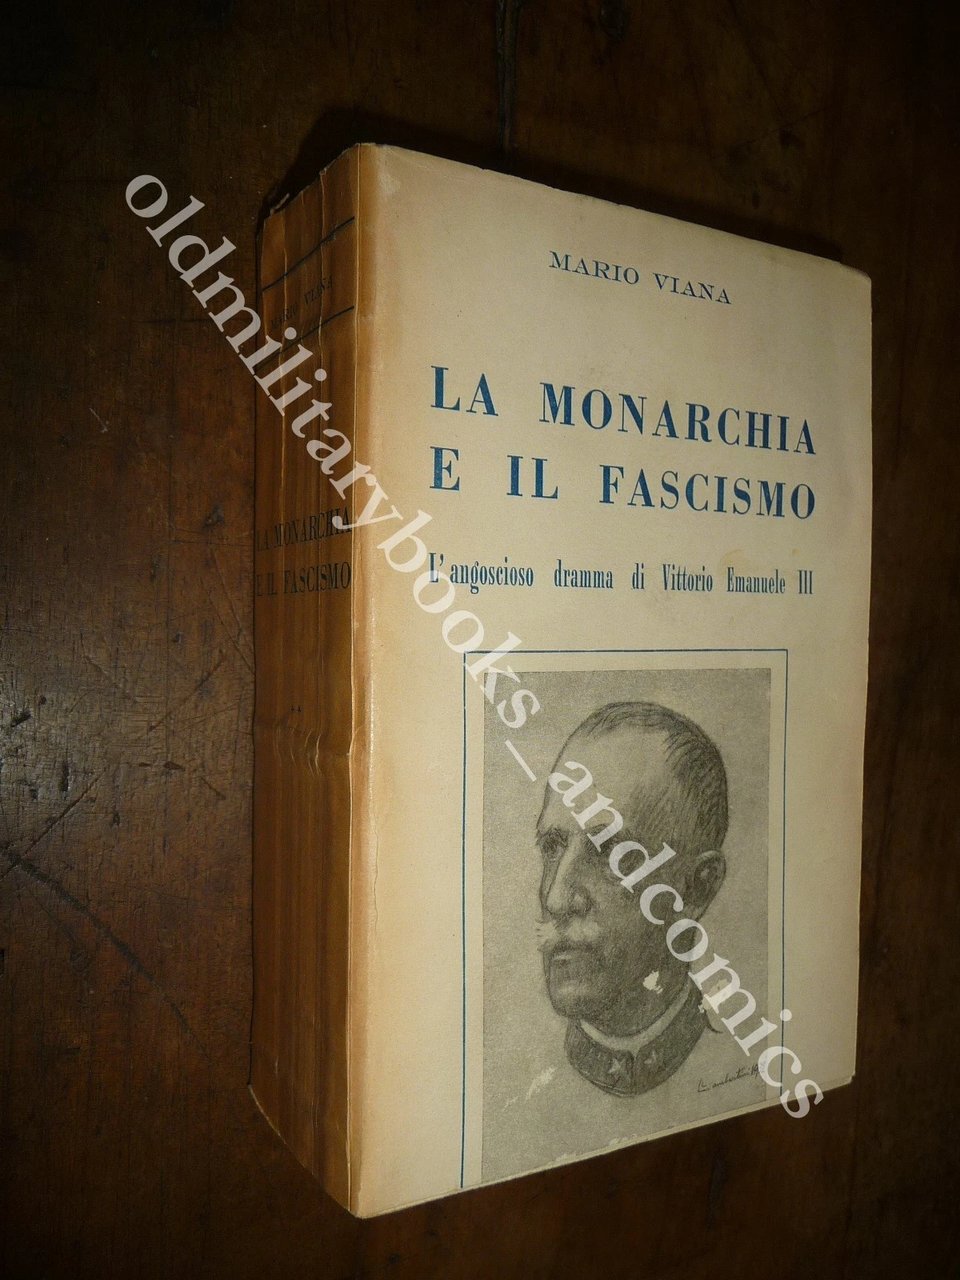 MARIO VIANA
LA MONARCHIA
E IL FASCISMO
L'angoscioso dramma di Vittorio Emanuele III
MARIO VIANA
LA MONARCHIA
E IL FASCISMO
oldmilitarybooks_andcomics